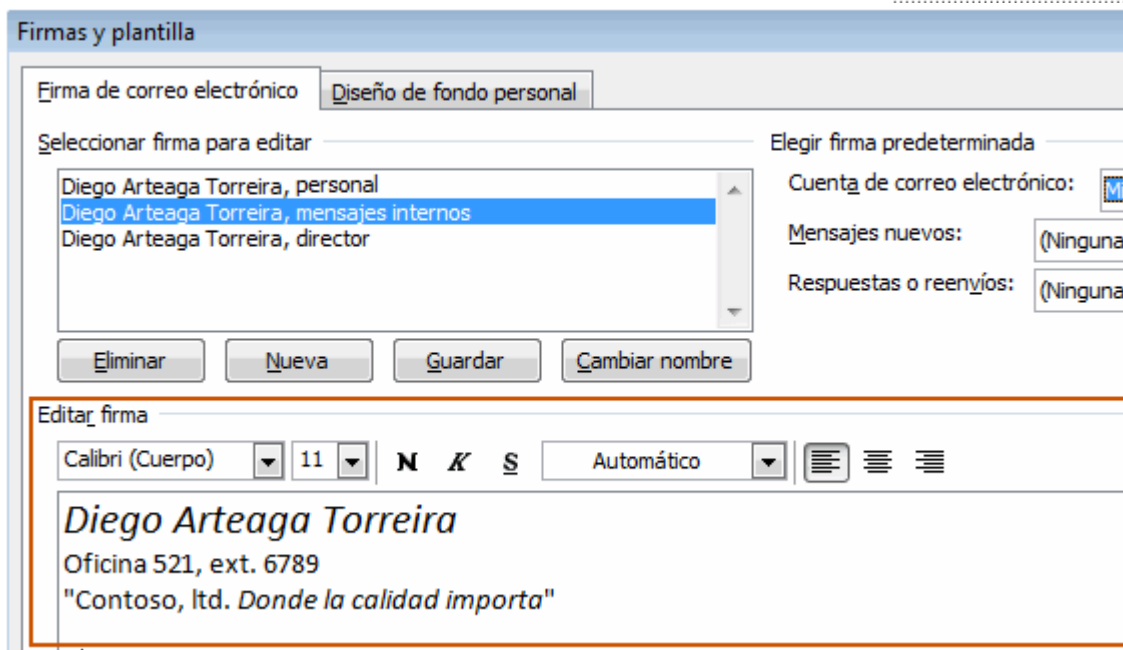 Firmas y plantilla
Firma de correo electrónico Diseño de fondo personal
Seleccionar firma para editar Elegir firma predeterminada
Diego Arteaga Torreira, personal Cuenta de correo electrónico:
Diego Arteaga Torreira, mensajes internos
Diego Arteaga Torreira, director Mensajes nuevos: (Ninguna
Respuestas o reenvíos: (Ninguna
Eliminar Nueva Guardar Cambiar nombre
Editar firma
Calibri (Cuerpo) 11 N K S Automático
Diego Arteaga Torreira
Oficina 521, ext. 6789
"Contoso, ltd. Donde la calidad importa"